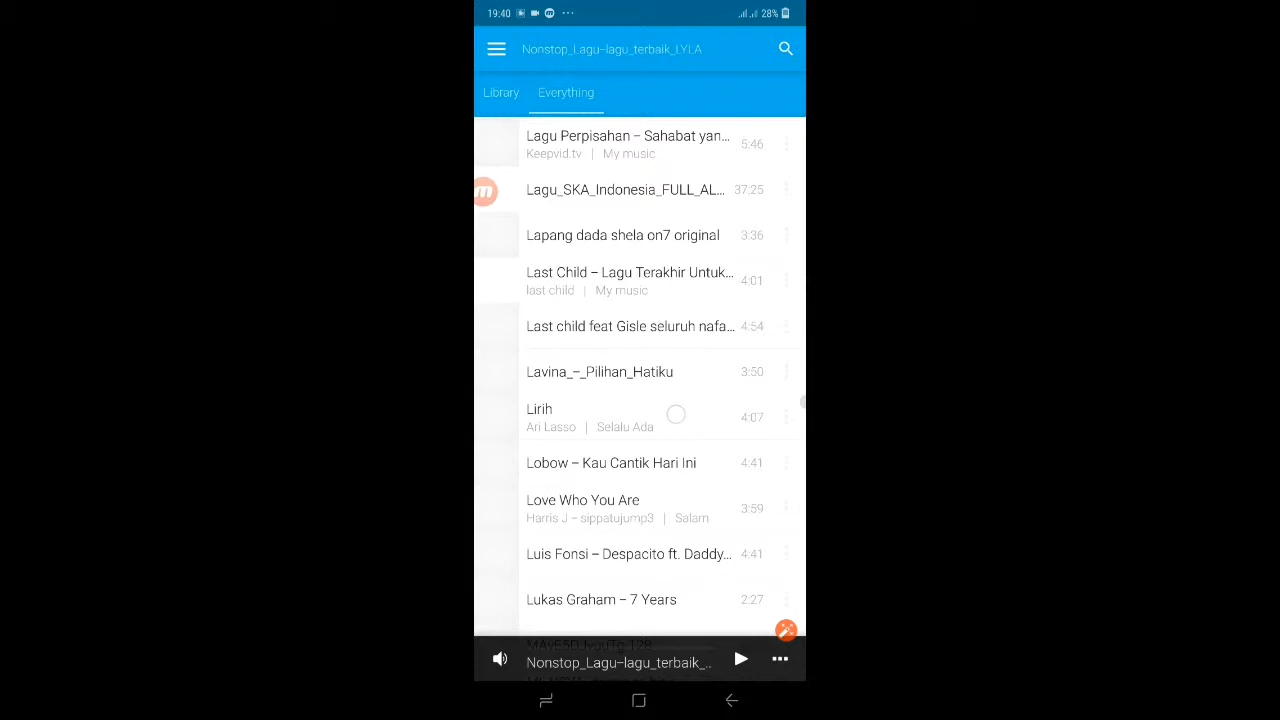 19:40
28%
Nonstop_Lagu-lagu_terbaik_LYLA
Library Everything
Lagu Perpisahan – Sahabat yan...
5:46
Keepvid.tv | My music
Lagu_SKA_Indonesia_FULL_AL...
37:25
Lapang dada shela on7 original
3:36
Last Child – Lagu Terakhir Untuk...
4:01
last child | My music
Last child feat Gisle seluruh nafa...
4:54
Lavina_-_Pilihan_Hatiku
3:50
Lirih
4:07
Ari Lasso | Selalu Ada
Lobow – Kau Cantik Hari Ini
4:41
Love Who You Are
3:59
Harris J – sippatujump3 | Salam
Luis Fonsi – Despacito ft. Daddy...
4:41
Lukas Graham – 7 Years
2:27
Nonstop_Lagu-lagu_terbaik_..